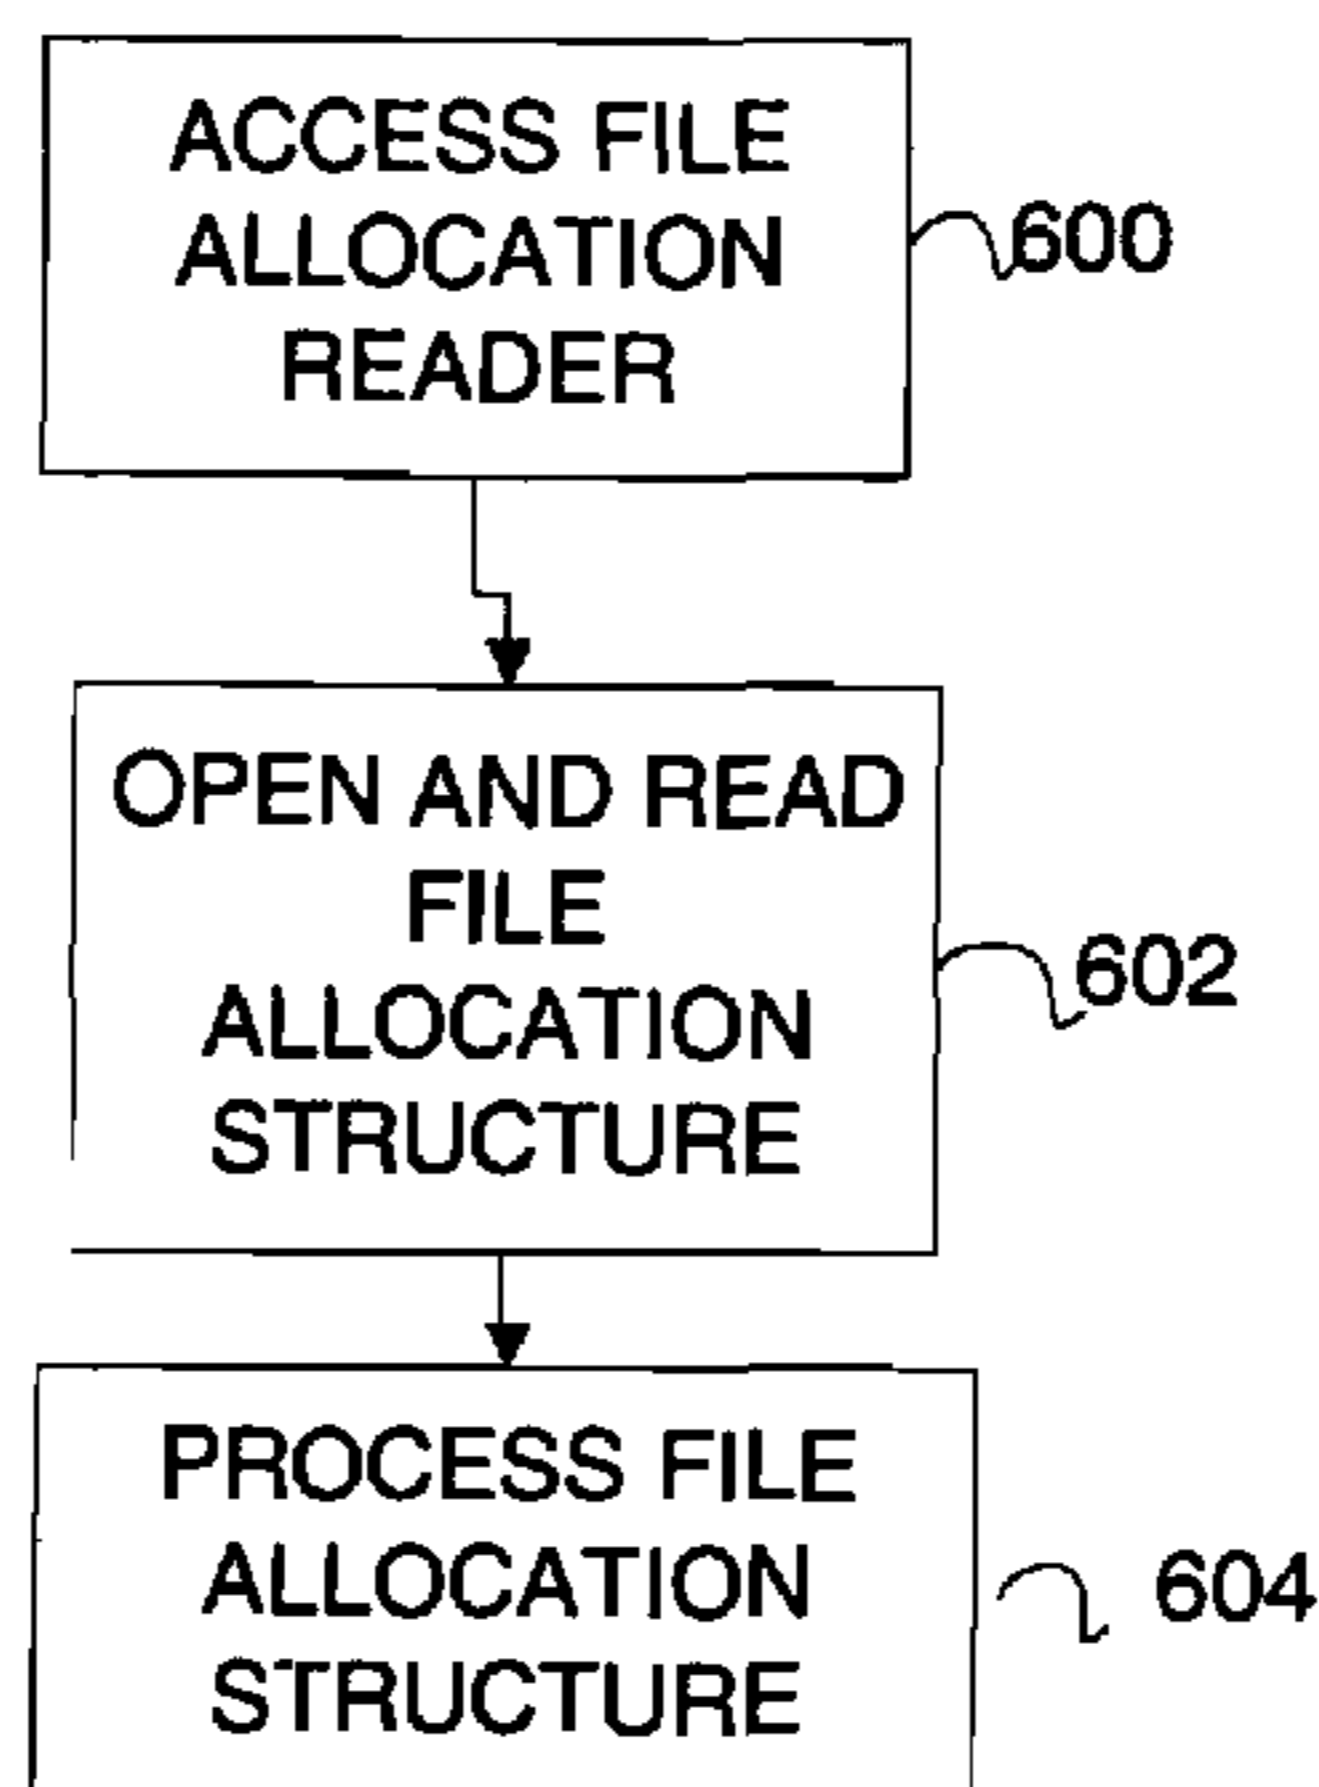 ACCESS FILE
ALLOCATION
READER
600
OPEN AND READ
FILE
ALLOCATION
STRUCTURE
602
PROCESS FILE
ALLOCATION
STRUCTURE
604